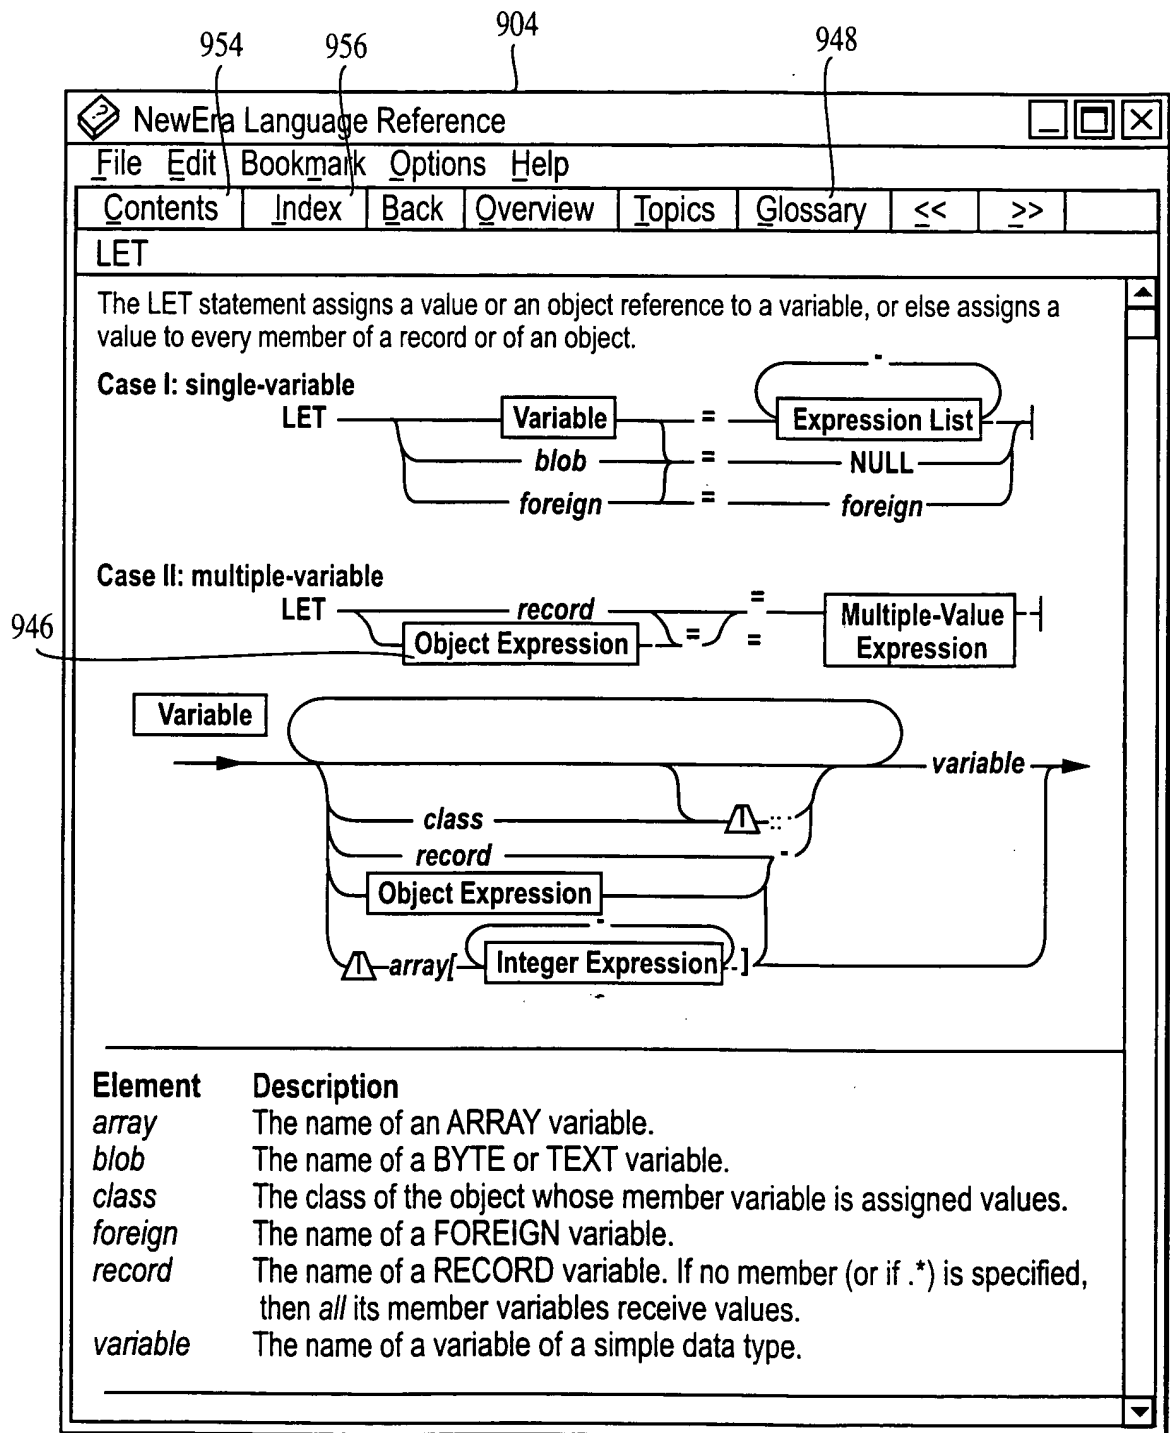 904
954 956 948
NewEra Language Reference
File Edit Bookmark Options Help
Contents Index Back Overview Topics Glossary << >>
LET
The LET statement assigns a value or an object reference to a variable, or else assigns a
value to every member of a record or of an object.
Case I: single-variable
LET Variable = Expression List
blob = NULL
foreign = foreign
Case II: multiple-variable
LET record = Multiple-Value
946 Object Expression = = Expression
Variable
variable
class ::
record
Object Expression
array[ Integer Expression ]
Element Description
array The name of an ARRAY variable.
blob The name of a BYTE or TEXT variable.
class The class of the object whose member variable is assigned values.
foreign The name of a FOREIGN variable.
record The name of a RECORD variable. If no member (or if .*) is specified,
then all its member variables receive values.
variable The name of a variable of a simple data type.